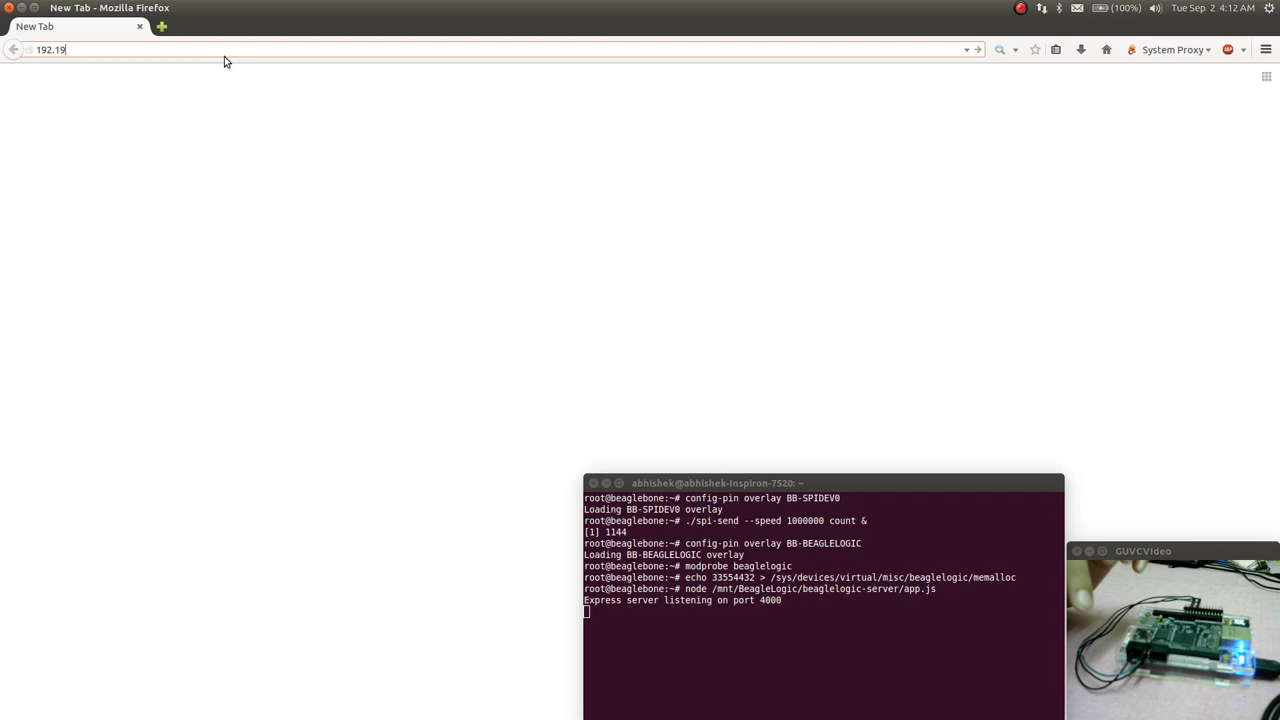 New Tab - Mozilla Firefox
(100%)
Tue Sep 2 4:12 AM
New Tab
192.19
System Proxy
ABP
abhishek@abhishek-Inspiron-7520: ~
root@beaglebone:~# config-pin overlay BB-SPIDEV0
Loading BB-SPIDEV0 overlay
root@beaglebone:~# ./spi-send --speed 1000000 count &
[1] 1144
root@beaglebone:~# config-pin overlay BB-BEAGLELOGIC
Loading BB-BEAGLELOGIC overlay
root@beaglebone:~# modprobe beaglelogic
root@beaglebone:~# echo 33554432 > /sys/devices/virtual/misc/beaglelogic/memalloc
root@beaglebone:~# node /mnt/BeagleLogic/beaglelogic-server/app.js
Express server listening on port 4000
GUVCVIdeo